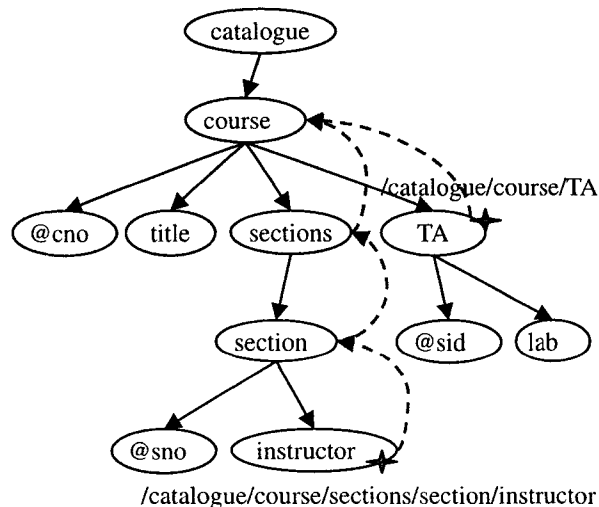 catalogue
course
/catalogue/course/TA
@cno
title
sections
TA
section
@sid
lab
@sno
instructor
/catalogue/course/sections/section/instructor